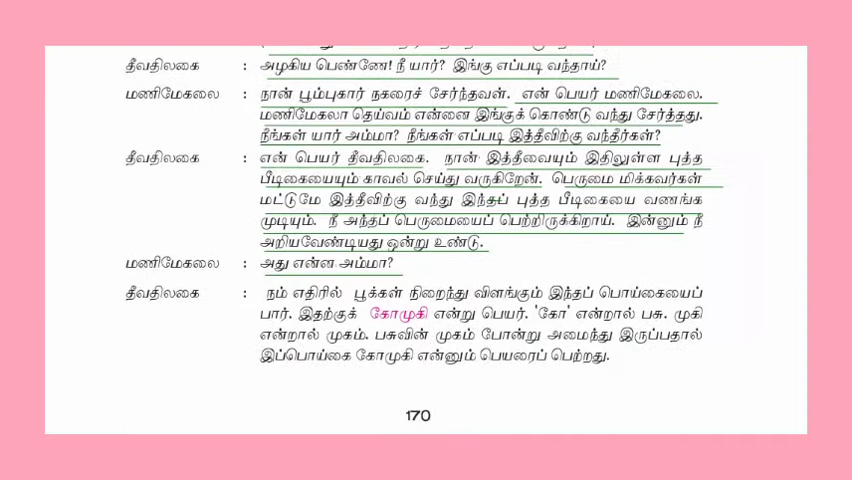 தீவதிலகை : அழகிய பெண்ணே! நீ யார்? இங்கு எப்படி வந்தாய்?
மணிமேகலை : நான் பூம்புகார் நகரைச் சேர்ந்தவள். என் பெயர் மணிமேகலை.
மணிமேகலா தெய்வம் என்னை இங்குக் கொண்டு வந்து சேர்த்தது.
நீங்கள் யார் அம்மா? நீங்கள் எப்படி இத்தீவிற்கு வந்தீர்கள்?
தீவதிலகை : என் பெயர் தீவதிலகை. நான் இத்தீவையும் இதிலுள்ள புத்த
பீடிகையையும் காவல் செய்து வருகிறேன். பெருமை மிக்கவர்கள்
மட்டுமே இத்தீவிற்கு வந்து இந்தப் புத்த பீடிகையை வணங்க
முடியும். நீ அந்தப் பெருமையைப் பெற்றிருக்கிறாய். இன்னும் நீ
அறியவேண்டியது ஒன்று உண்டு.
மணிமேகலை : அது என்ன அம்மா?
தீவதிலகை : நம் எதிரில் பூக்கள் நிறைந்து விளங்கும் இந்தப் பொய்கையைப்
பார். இதற்குக் கோமுகி என்று பெயர். 'கோ' என்றால் பசு. முகி
என்றால் முகம். பசுவின் முகம் போன்று அமைந்து இருப்பதால்
இப்பொய்கை கோமுகி என்னும் பெயரைப் பெற்றது.
170